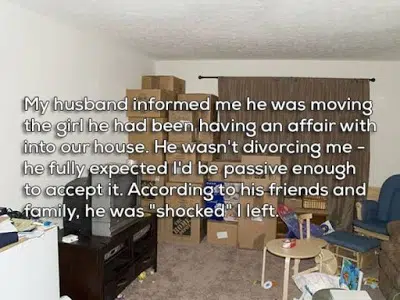 My husband informed me he was moving
the girl he had been having an affair with
into our house. He wasn't divorcing me -
he fully expected I'd be passive enough
to accept it. According to his friends and
family, he was "shocked" I left.